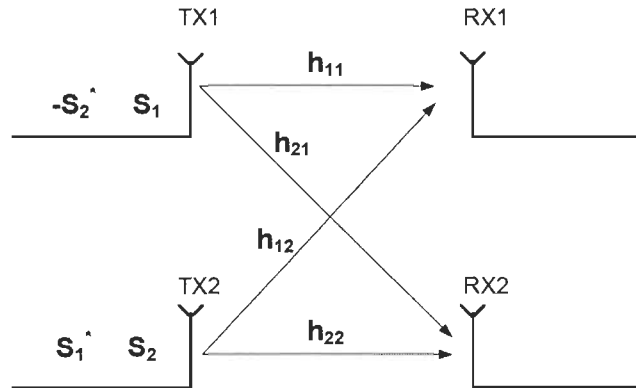 TX1 RX1
h11
-S2* S1
h21
h12
TX2 RX2
S1* S2
h22